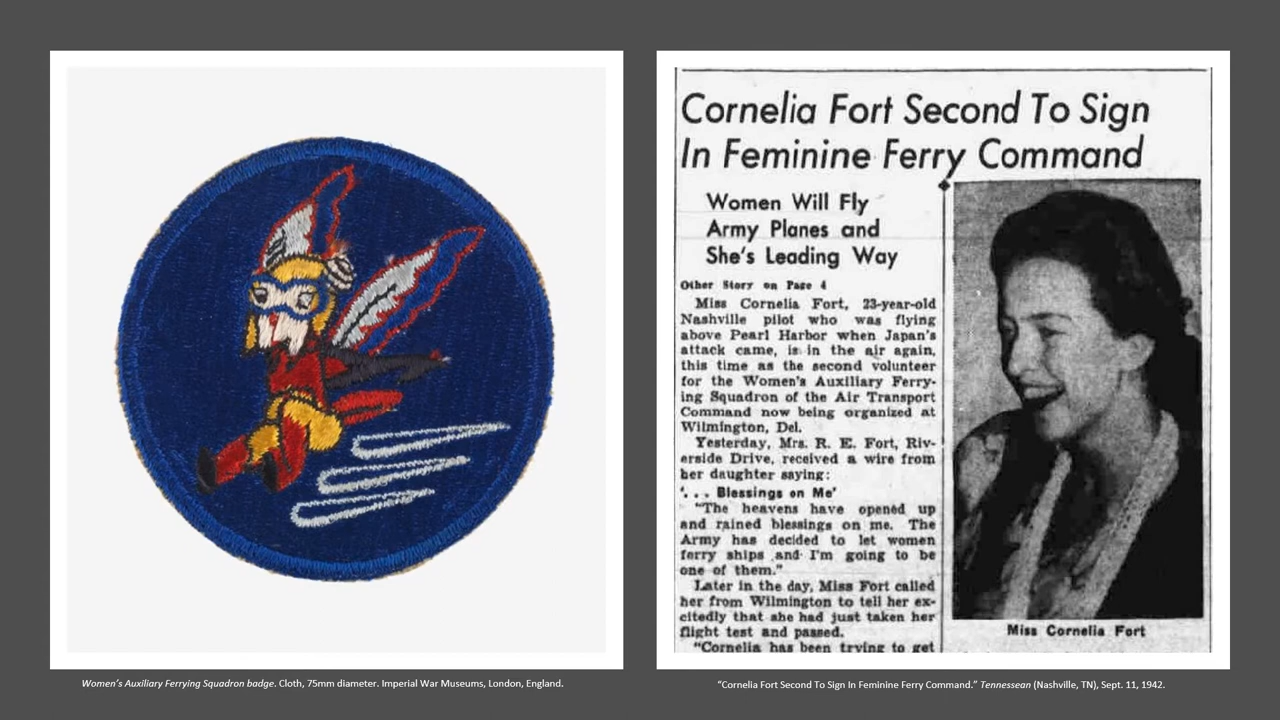 Cornelia Fort Second To Sign
In Feminine Ferry Command
Women Will Fly
Army Planes and
She's Leading Way
Other Story on Page 4
Miss Cornelia Fort, 23-year-old
Nashville pilot who was flying
above Pearl Harbor when Japan's
attack came, is in the air again,
this time as the second volunteer
for the Women's Auxiliary Ferry-
ing Squadron of the Air Transport
Command now being organized at
Wilmington, Del.
Yesterday, Mrs. R. E. Fort, Riv-
erside Drive, received a wire from
her daughter saying:
'. . . Blessings on Me'
"The heavens have opened up
and rained blessings on me. The
Army has decided to let women
ferry ships and I'm going to be
one of them."
Later in the day, Miss Fort called
her from Wilmington to tell her ex-
citedly that she had just taken her
flight test and passed.
"Cornelia has been trying to get
Miss Cornelia Fort
Women's Auxiliary Ferrying Squadron badge. Cloth, 75mm diameter. Imperial War Museums, London, England.
"Cornelia Fort Second To Sign In Feminine Ferry Command." Tennessean (Nashville, TN), Sept. 11, 1942.